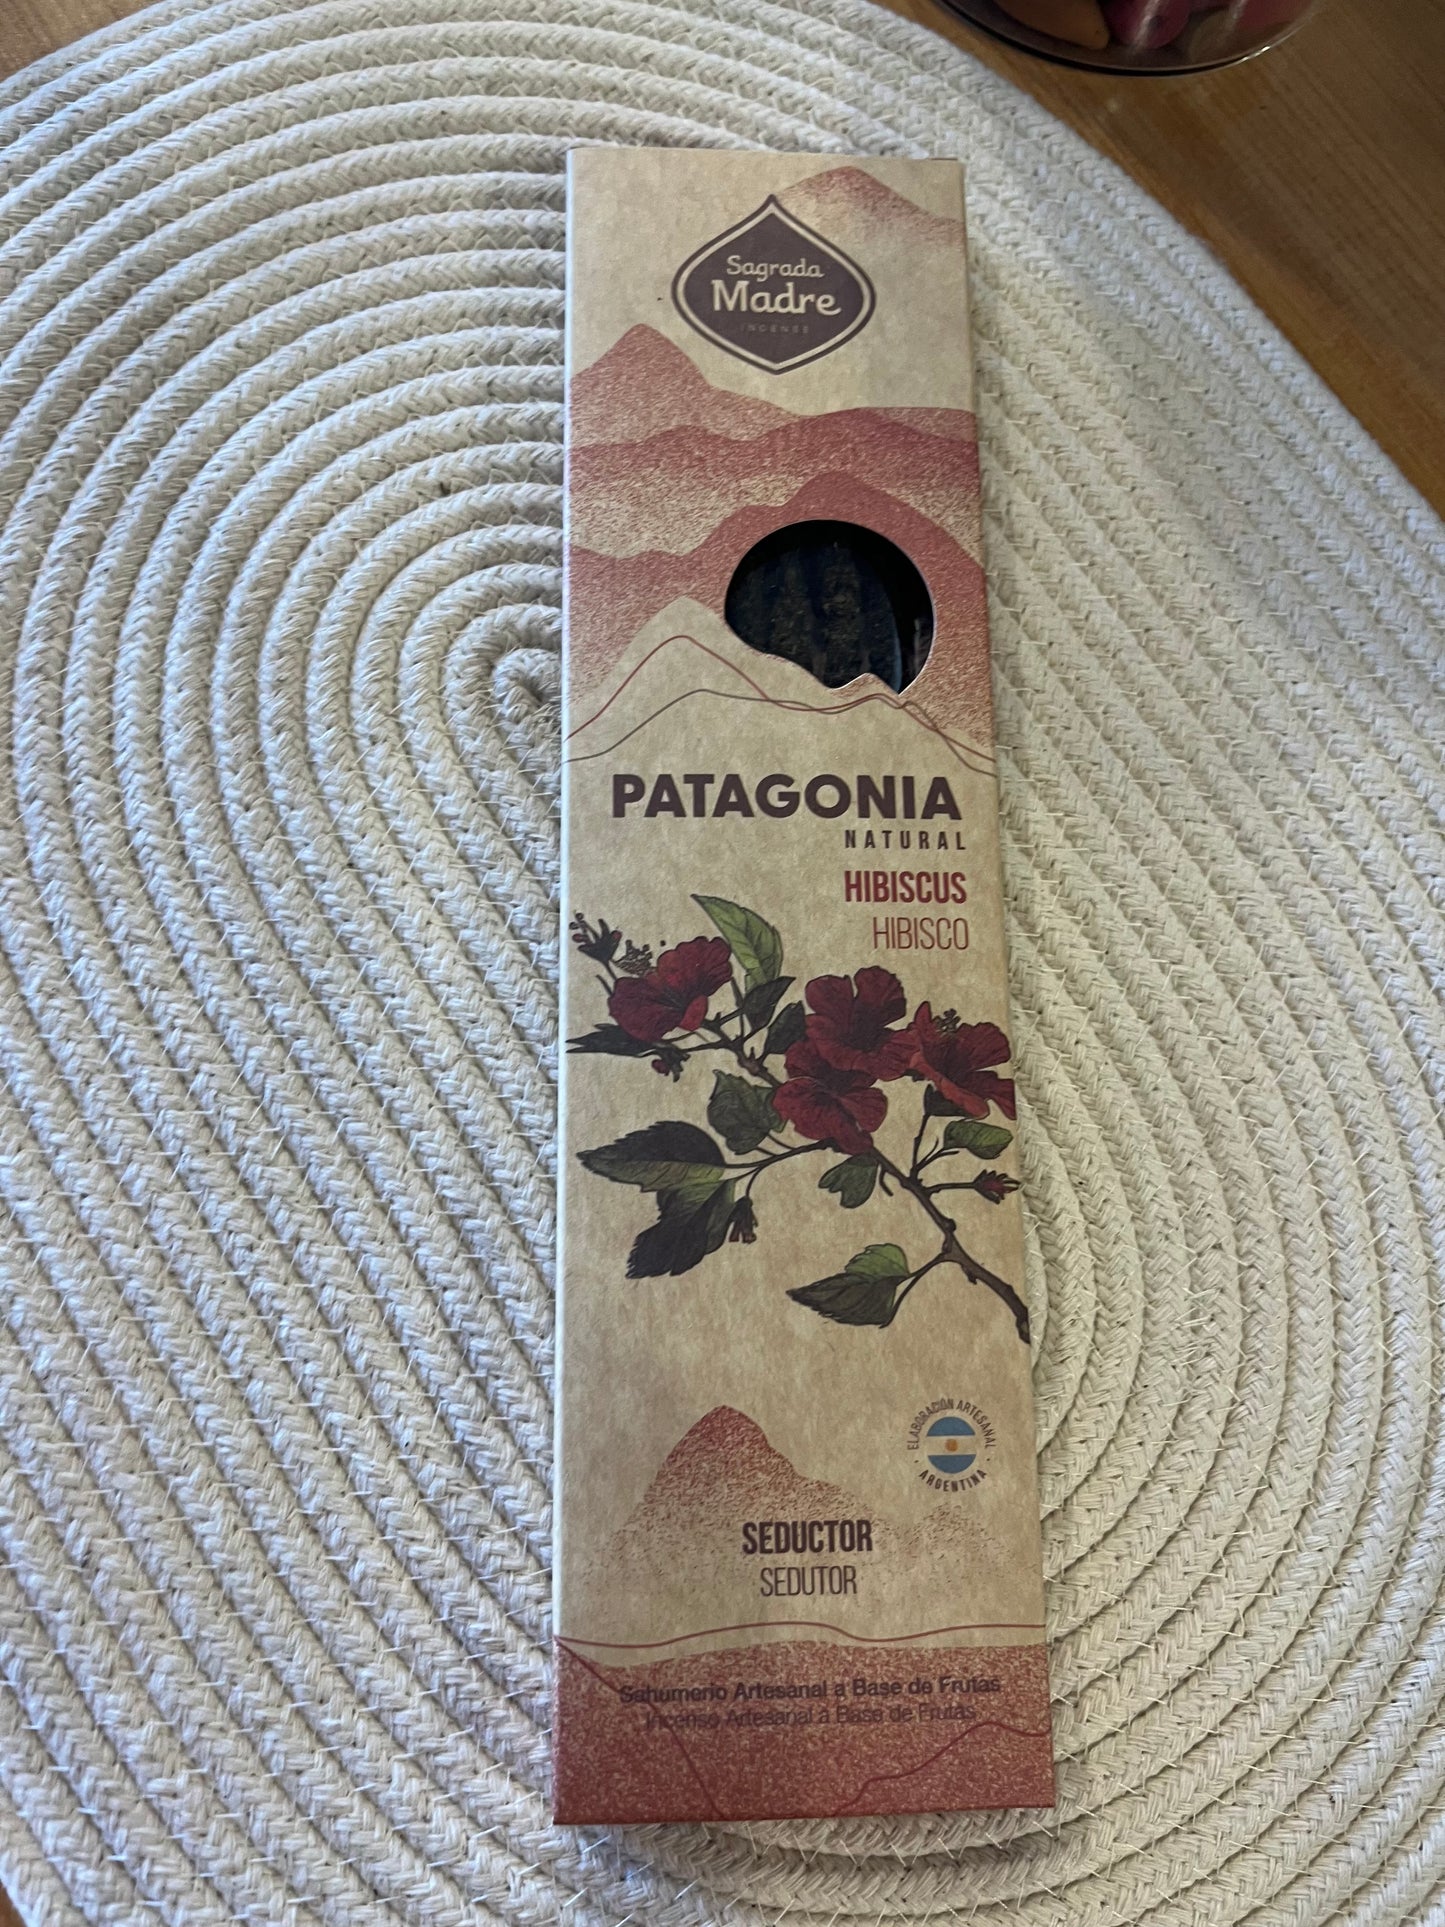 Sagrada
Madre
INCENSE
PATAGONIA
NATURAL
HIBISCUS
HIBISCO
ELABORACIÓN ARTESANAL
ARGENTINA
SEDUCTOR
SEDUTOR
Sahumerio Artesanal a Base de Frutas
Incenso Artesanal a Base de Frutas